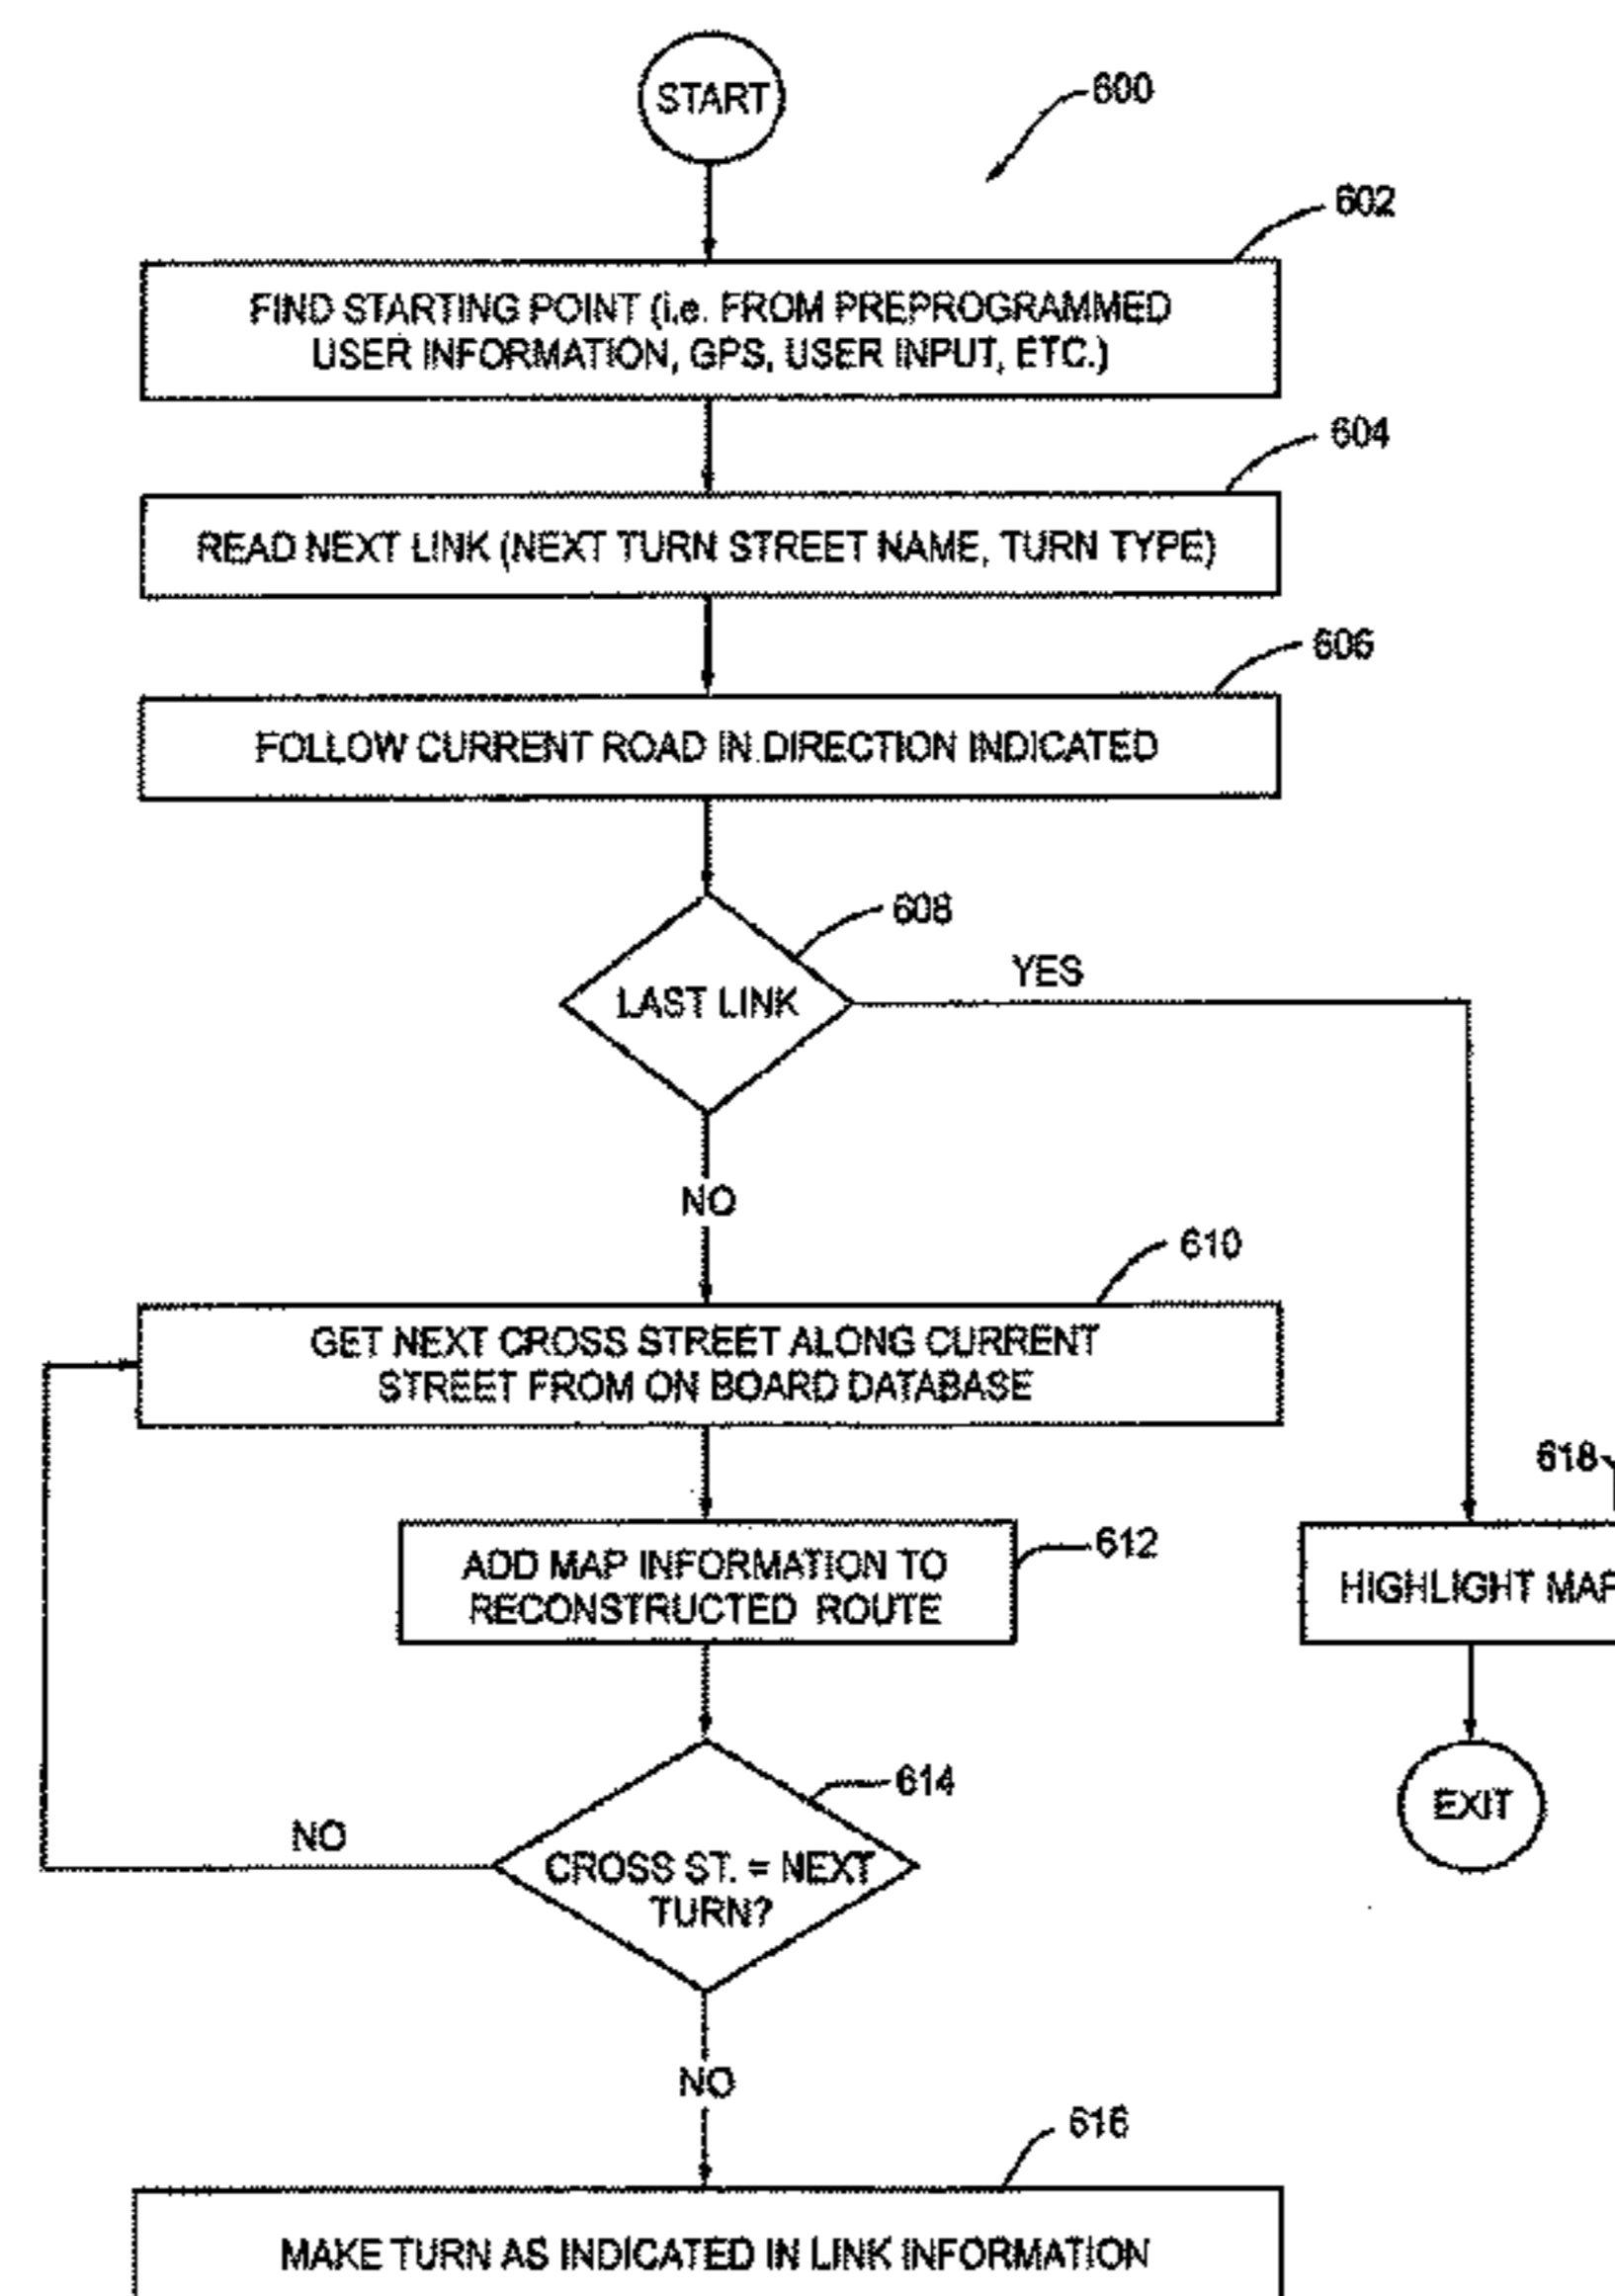 START
600
602
FIND STARTING POINT (i.e. FROM PREPROGRAMMED
USER INFORMATION, GPS, USER INPUT, ETC.)
604
READ NEXT LINK (NEXT TURN STREET NAME, TURN TYPE)
606
FOLLOW CURRENT ROAD IN DIRECTION INDICATED
608
LAST LINK
YES
NO
610
GET NEXT CROSS STREET ALONG CURRENT
STREET FROM ON BOARD DATABASE
618
612
ADD MAP INFORMATION TO
RECONSTRUCTED ROUTE
HIGHLIGHT MAP
614
EXIT
NO
CROSS ST. = NEXT
TURN?
NO
616
MAKE TURN AS INDICATED IN LINK INFORMATION